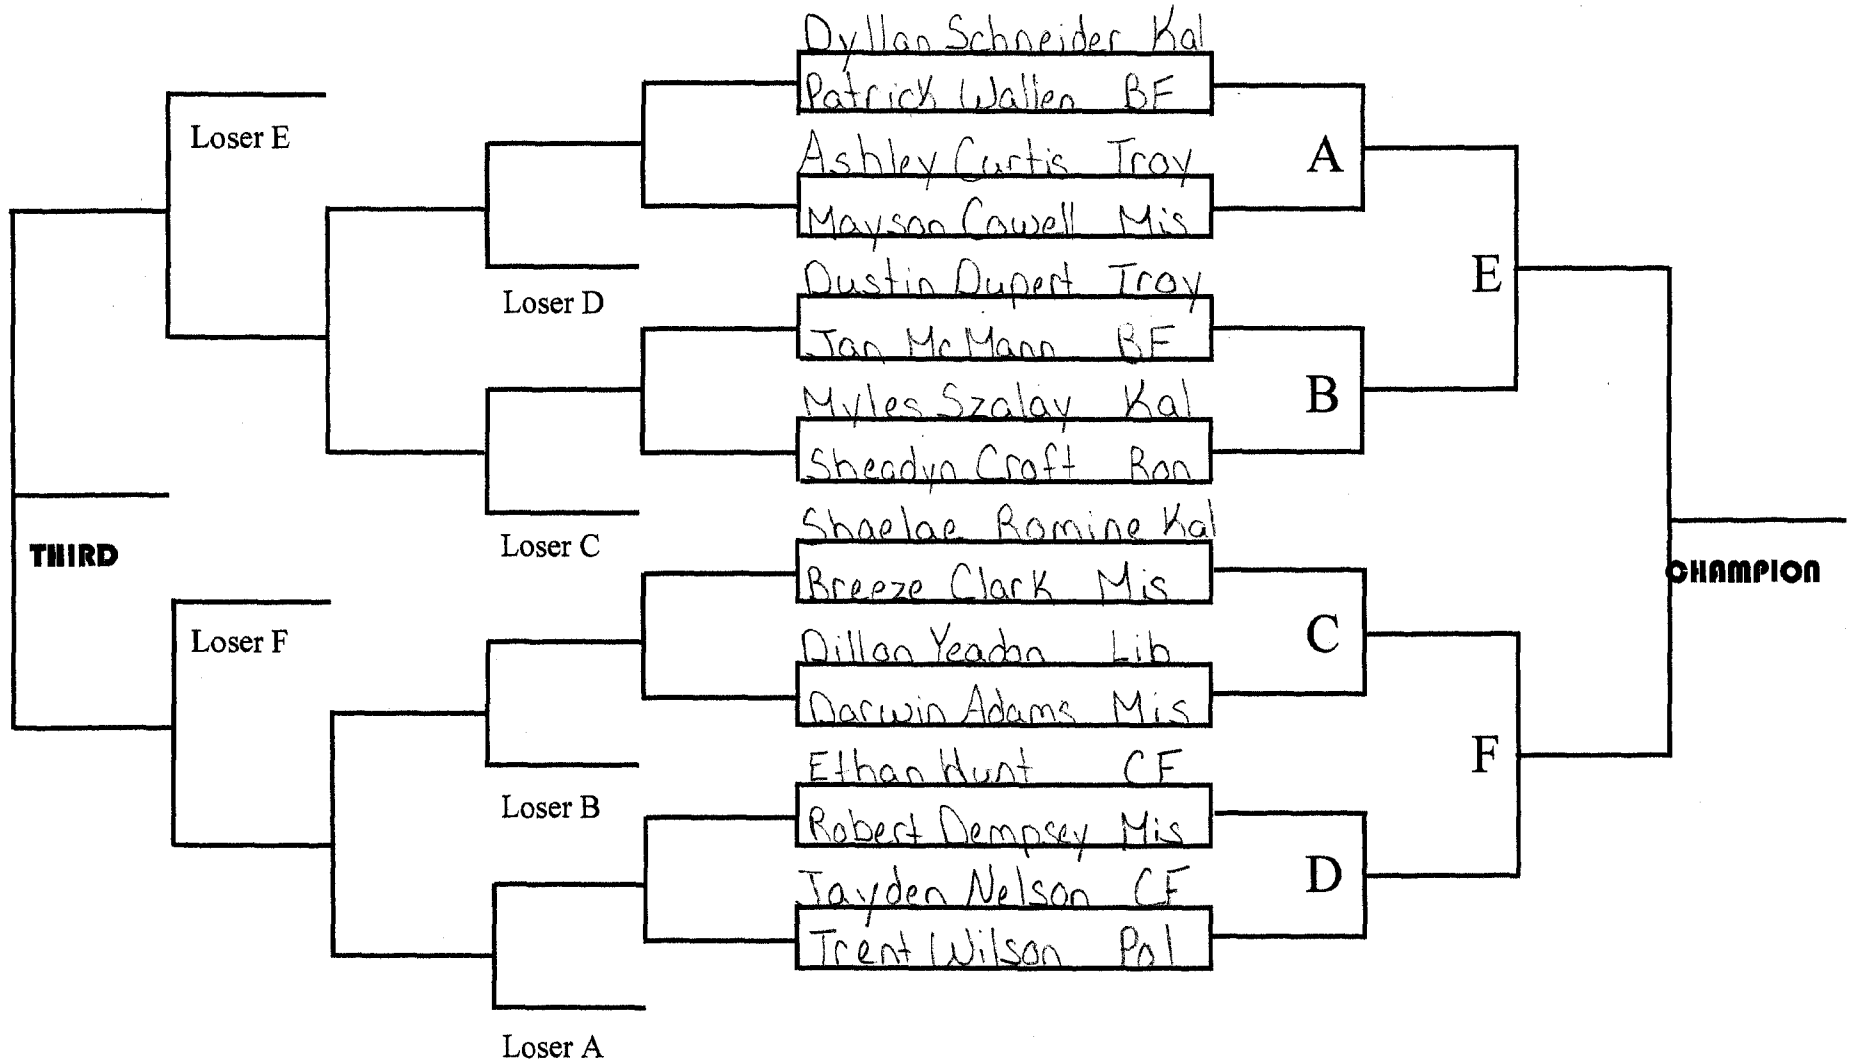 Dyllan Schneider Kal
Patrick Wallen BF
Loser E
Ashley Curtis Troy
A
Mayson Cowell Mis
Dustin Dupert Troy
E
Loser D
Jan McMann BF
Myles Szalay Kal
B
Sheadyn Croft Ron
Shaelae Romine Kal
Loser C
THIRD
Breeze Clark Mis
CHAMPION
Loser F
Dillon Yeadon Lib
C
Darwin Adams Mis
Ethan Hunt CF
F
Loser B
Robert Dempsey Mis
Jayden Nelson CF
D
Trent Wilson Pol
Loser A